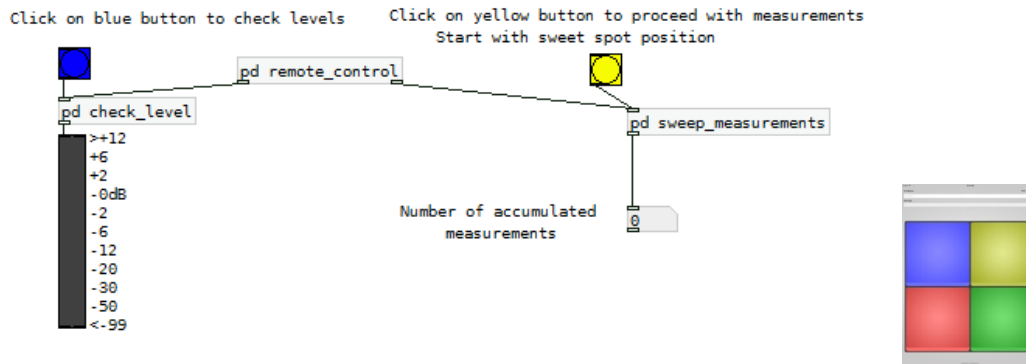 Click on blue button to check levels
Click on yellow button to proceed with measurements
Start with sweet spot position
pd remote_control
pd check_level
pd sweep_measurements
>+12
+6
+2
-0dB
-2
-6
-12
-20
-30
-50
<-99
Number of accumulated
measurements
0